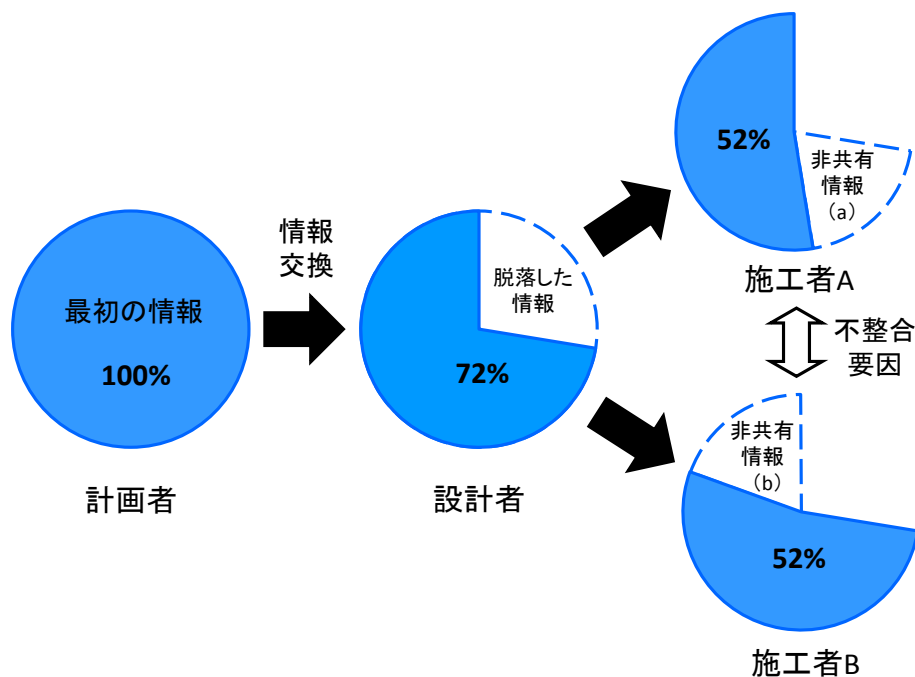 最初の情報
100%
計画者
情報
交換
脱落した
情報
72%
設計者
52%
非共有
情報
（a）
施工者A
不整合
要因
非共有
情報
（b）
52%
施工者B